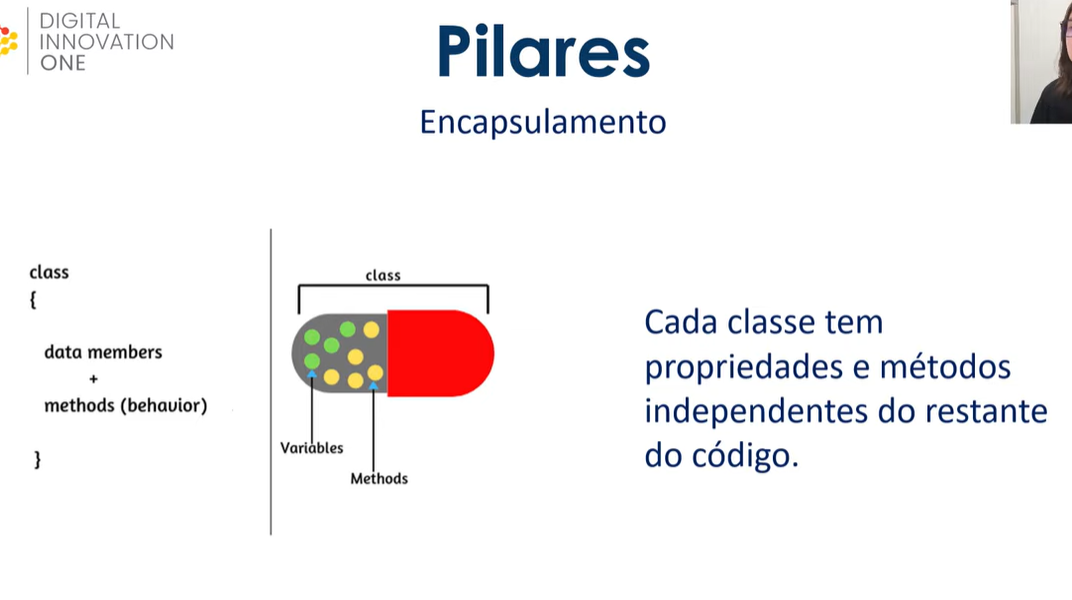 DIGITAL
INNOVATION
ONE
Pilares
Encapsulamento
class
{
data members
+
methods (behavior)
}
class
Variables
Methods
Cada classe tem
propriedades e métodos
independentes do restante
do código.